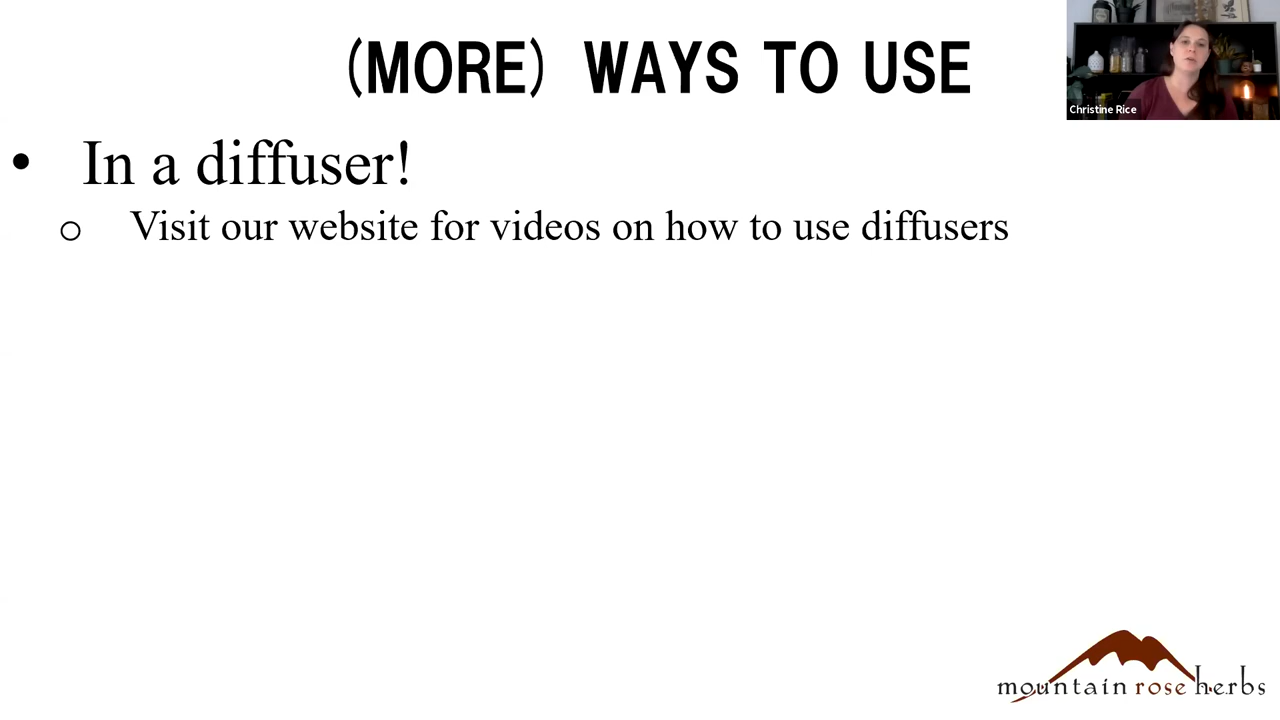 (MORE) WAYS TO USE
Christine Rice
• In a diffuser!
o Visit our website for videos on how to use diffusers
mountain rose herbs